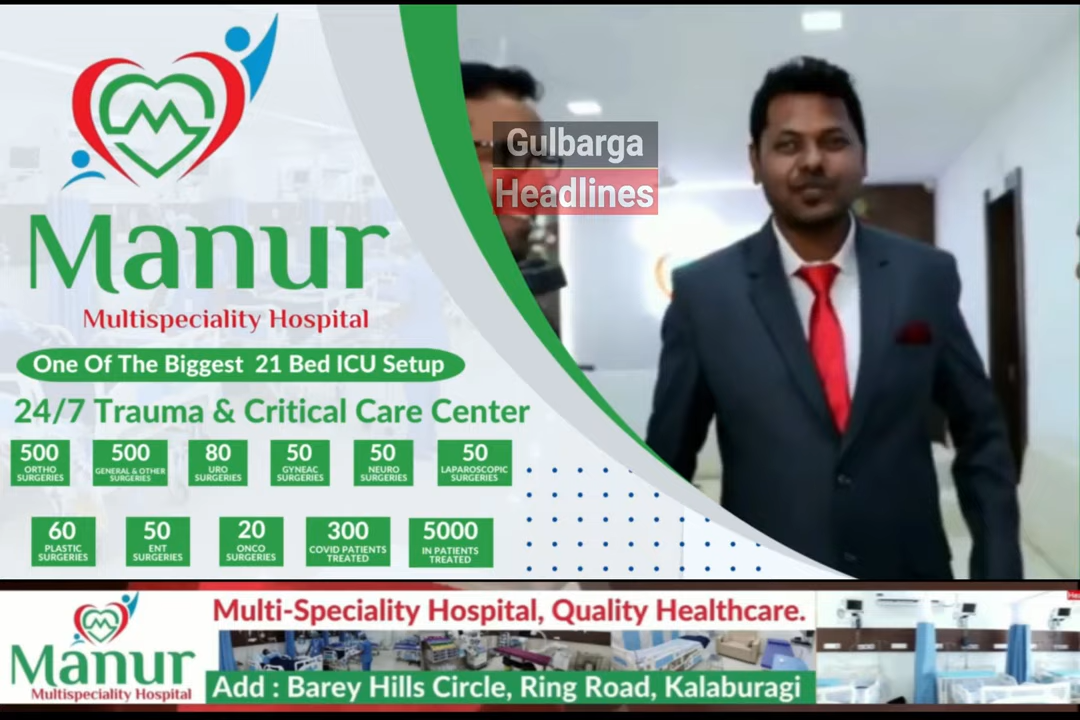 Gulbarga
Headlines
Manur
Multispeciality Hospital
One Of The Biggest 21 Bed ICU Setup
24/7 Trauma & Critical Care Center
500
ORTHO
SURGERIES
500
GENERAL & OTHER
SURGERIES
80
URO
SURGERIES
50
GYNEAC
SURGERIES
50
NEURO
SURGERIES
50
LAPAROSCOPIC
SURGERIES
60
PLASTIC
SURGERIES
50
ENT
SURGERIES
20
ONCO
SURGERIES
300
COVID PATIENTS
TREATED
5000
IN PATIENTS
TREATED
Manur
Multispeciality Hospital
Multi-Speciality Hospital, Quality Healthcare.
Add : Barey Hills Circle, Ring Road, Kalaburagi